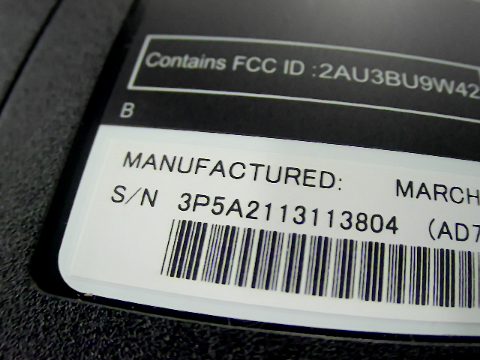 Contains FCC ID :2AU3BU9W42
B
MANUFACTURED: MARCH
S/N 3P5A2113113804 (AD7